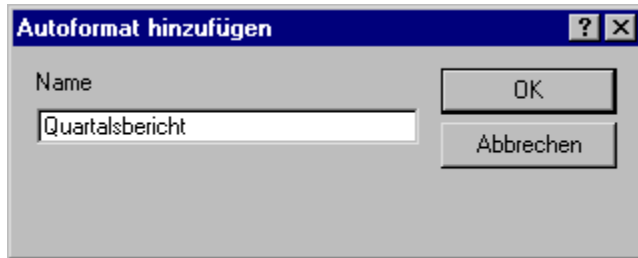 Autoformat hinzufügen
Name
Quartalsbericht
OK
Abbrechen